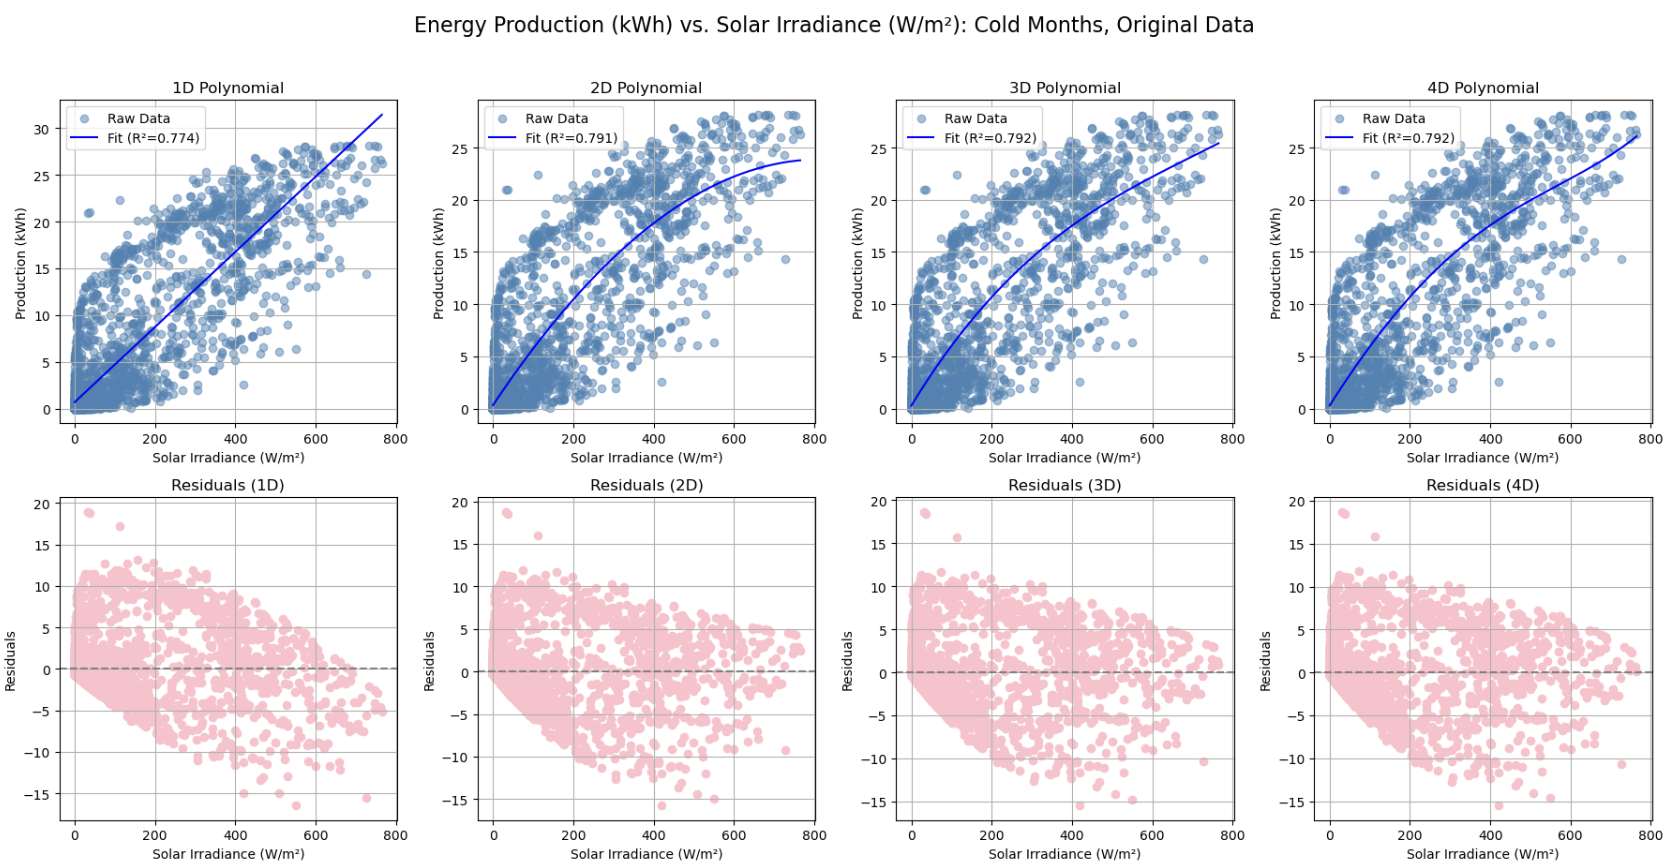 Energy Production (kWh) vs. Solar Irradiance (W/m²): Cold Months, Original Data
1D Polynomial
Raw Data
Fit (R²=0.774)
30
25
20
15
10
5
0
Production (kWh)
0 200 400 600 800
Solar Irradiance (W/m²)
2D Polynomial
Raw Data
Fit (R²=0.791)
25
20
15
10
5
0
Production (kWh)
0 200 400 600 800
Solar Irradiance (W/m²)
3D Polynomial
Raw Data
Fit (R²=0.792)
25
20
15
10
5
0
Production (kWh)
0 200 400 600 800
Solar Irradiance (W/m²)
4D Polynomial
Raw Data
Fit (R²=0.792)
25
20
15
10
5
0
Production (kWh)
0 200 400 600 800
Solar Irradiance (W/m²)
Residuals (1D)
20
15
10
5
0
−5
−10
−15
Residuals
0 200 400 600 800
Solar Irradiance (W/m²)
Residuals (2D)
20
15
10
5
0
−5
−10
−15
Residuals
0 200 400 600 800
Solar Irradiance (W/m²)
Residuals (3D)
20
15
10
5
0
−5
−10
−15
Residuals
0 200 400 600 800
Solar Irradiance (W/m²)
Residuals (4D)
20
15
10
5
0
−5
−10
−15
Residuals
0 200 400 600 800
Solar Irradiance (W/m²)